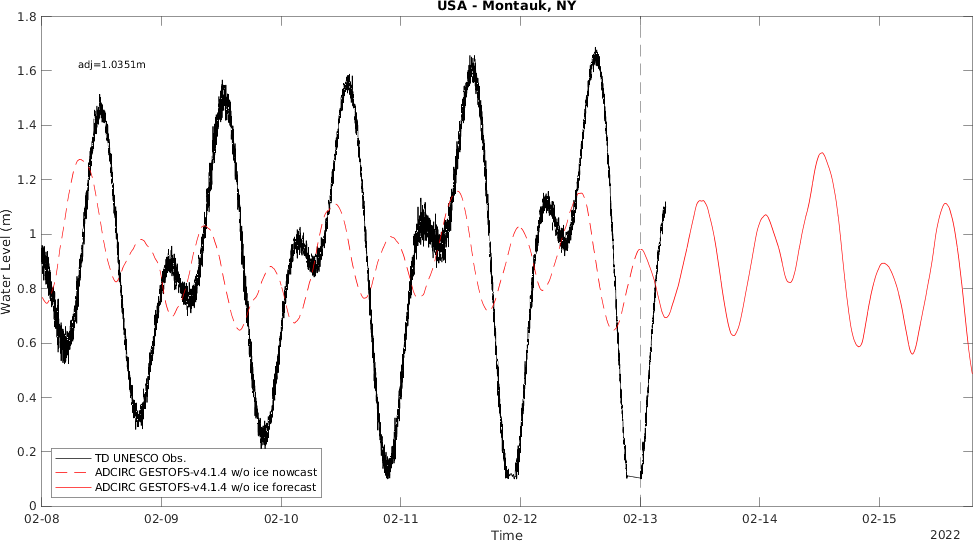 USA - Montauk, NY
1.8
1.6
1.4
1.2
1
0.8
0.6
0.4
0.2
0
Water Level (m)
adj=1.0351m
TD UNESCO Obs.
ADCIRC GESTOFS-v4.1.4 w/o ice nowcast
ADCIRC GESTOFS-v4.1.4 w/o ice forecast
02-08 02-09 02-10 02-11 02-12 02-13 02-14 02-15
Time
2022